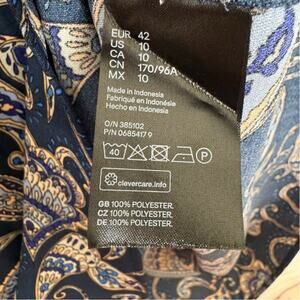 EUR 42
US 10
CA 10
CN 170/96A
MX 10
Made in Indonesia
Fabriqué en Indonésie
Hecho en Indonesia
O/N 385102
P/N 0685417 9
40
P
clevercare.info
GB 100% POLYESTER.
CZ 100% POLYESTER.
DE 100% POLYESTER.